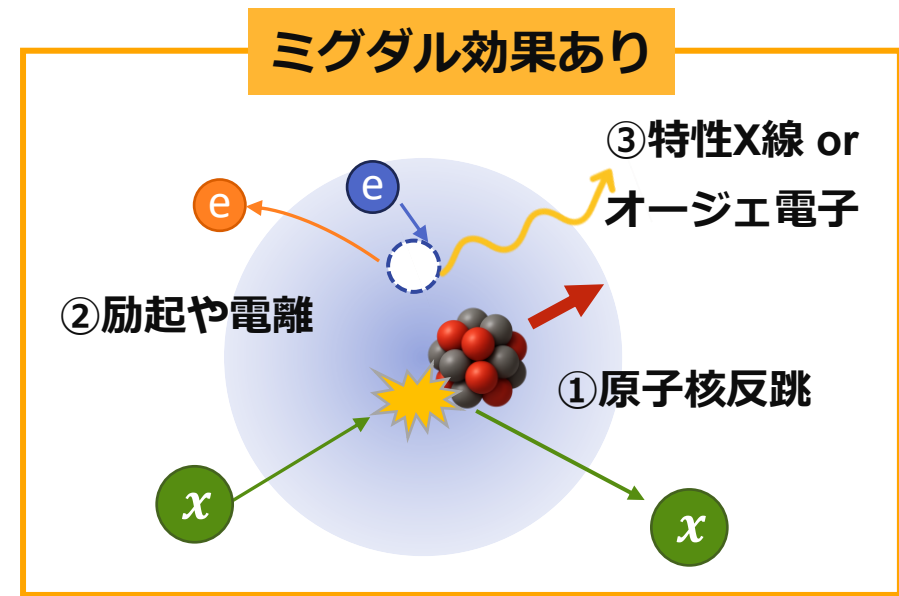 ミグダル効果あり
③特性X線 or
オージェ電子
e
e
②励起や電離
①原子核反跳
x
x